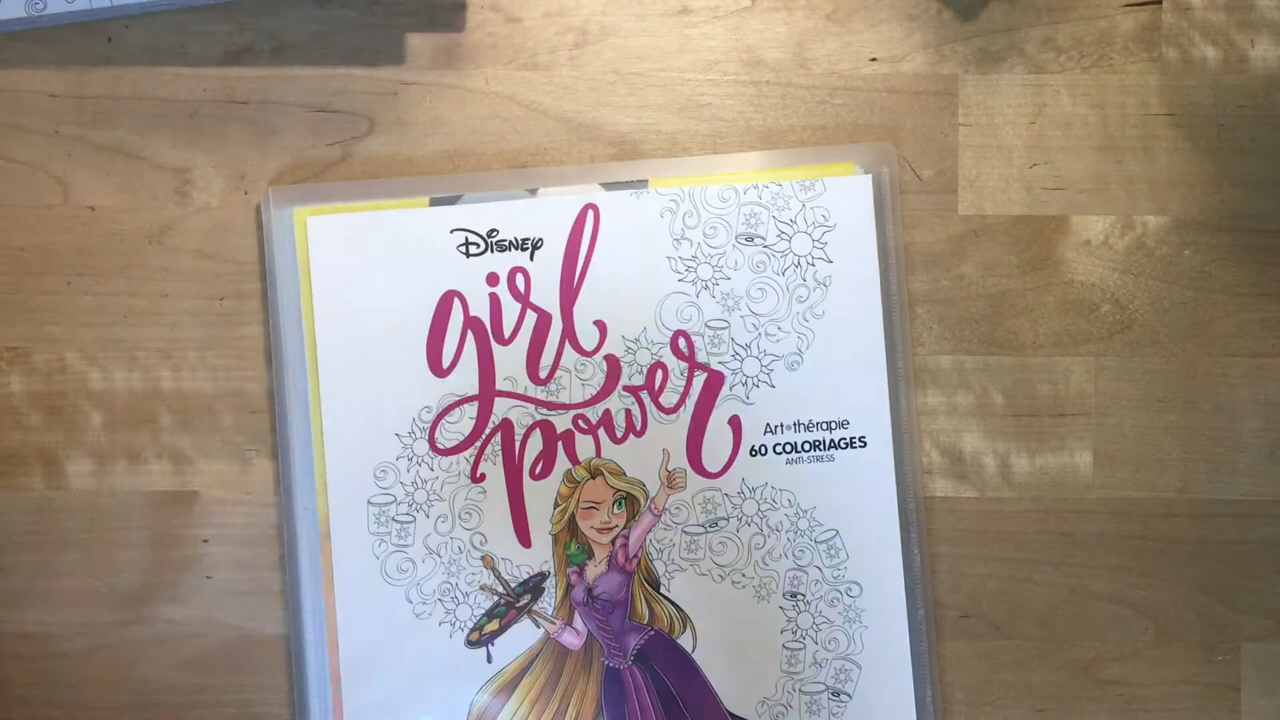 Disney
girl
power
Art•thérapie
60 COLORIAGES
ANTI-STRESS